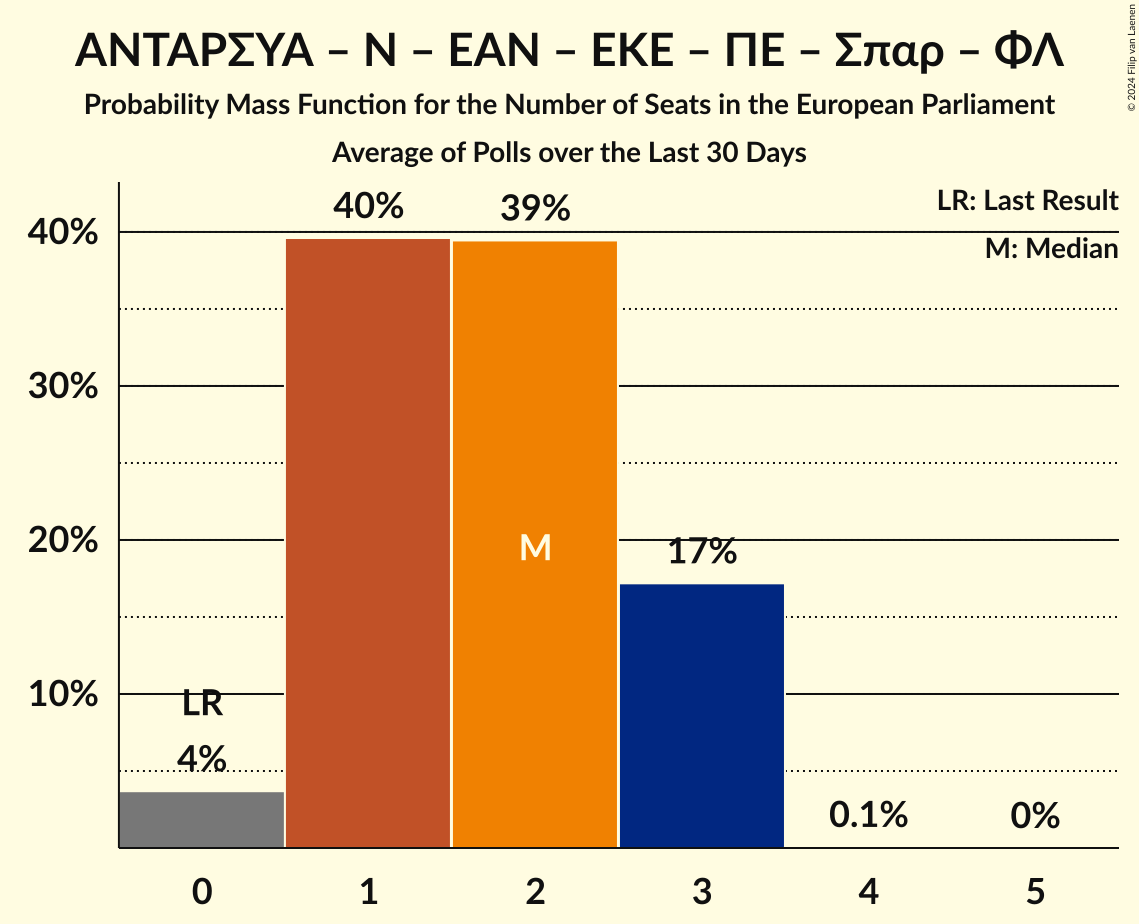 ΑΝΤΑΡΣΥΑ – Ν – ΕΑΝ – ΕΚΕ – ΠΕ – Σπαρ – ΦΛ
Probability Mass Function for the Number of Seats in the European Parliament
Average of Polls over the Last 30 Days
© 2024 Filip van Laenen
LR: Last Result
M: Median
40%
30%
20%
10%
LR
4%
40%
39%
M
17%
0.1%
0%
0 1 2 3 4 5